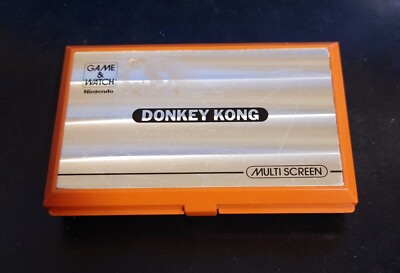 GAME
&
WATCH
Nintendo
DONKEY KONG
MULTI SCREEN